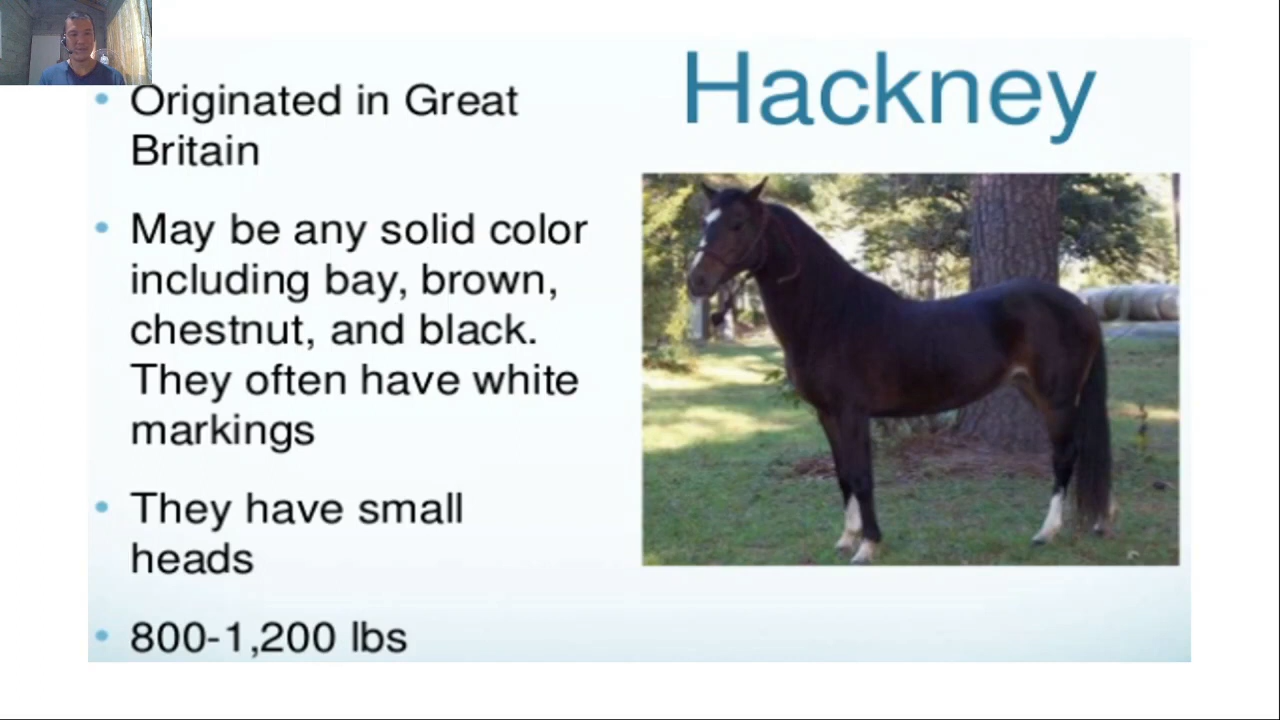 Hackney
Originated in Great
Britain
May be any solid color
including bay, brown,
chestnut, and black.
They often have white
markings
They have small
heads
800-1,200 lbs